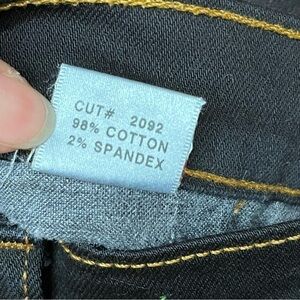 CUT# 2092
98% COTTON
2% SPANDEX